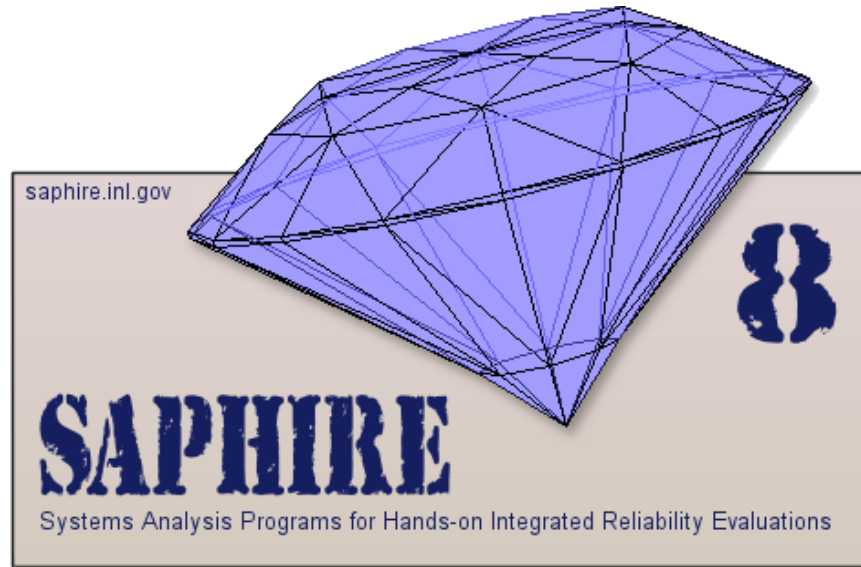 saphire.inl.gov
8
SAPHIRE
Systems Analysis Programs for Hands-on Integrated Reliability Evaluations